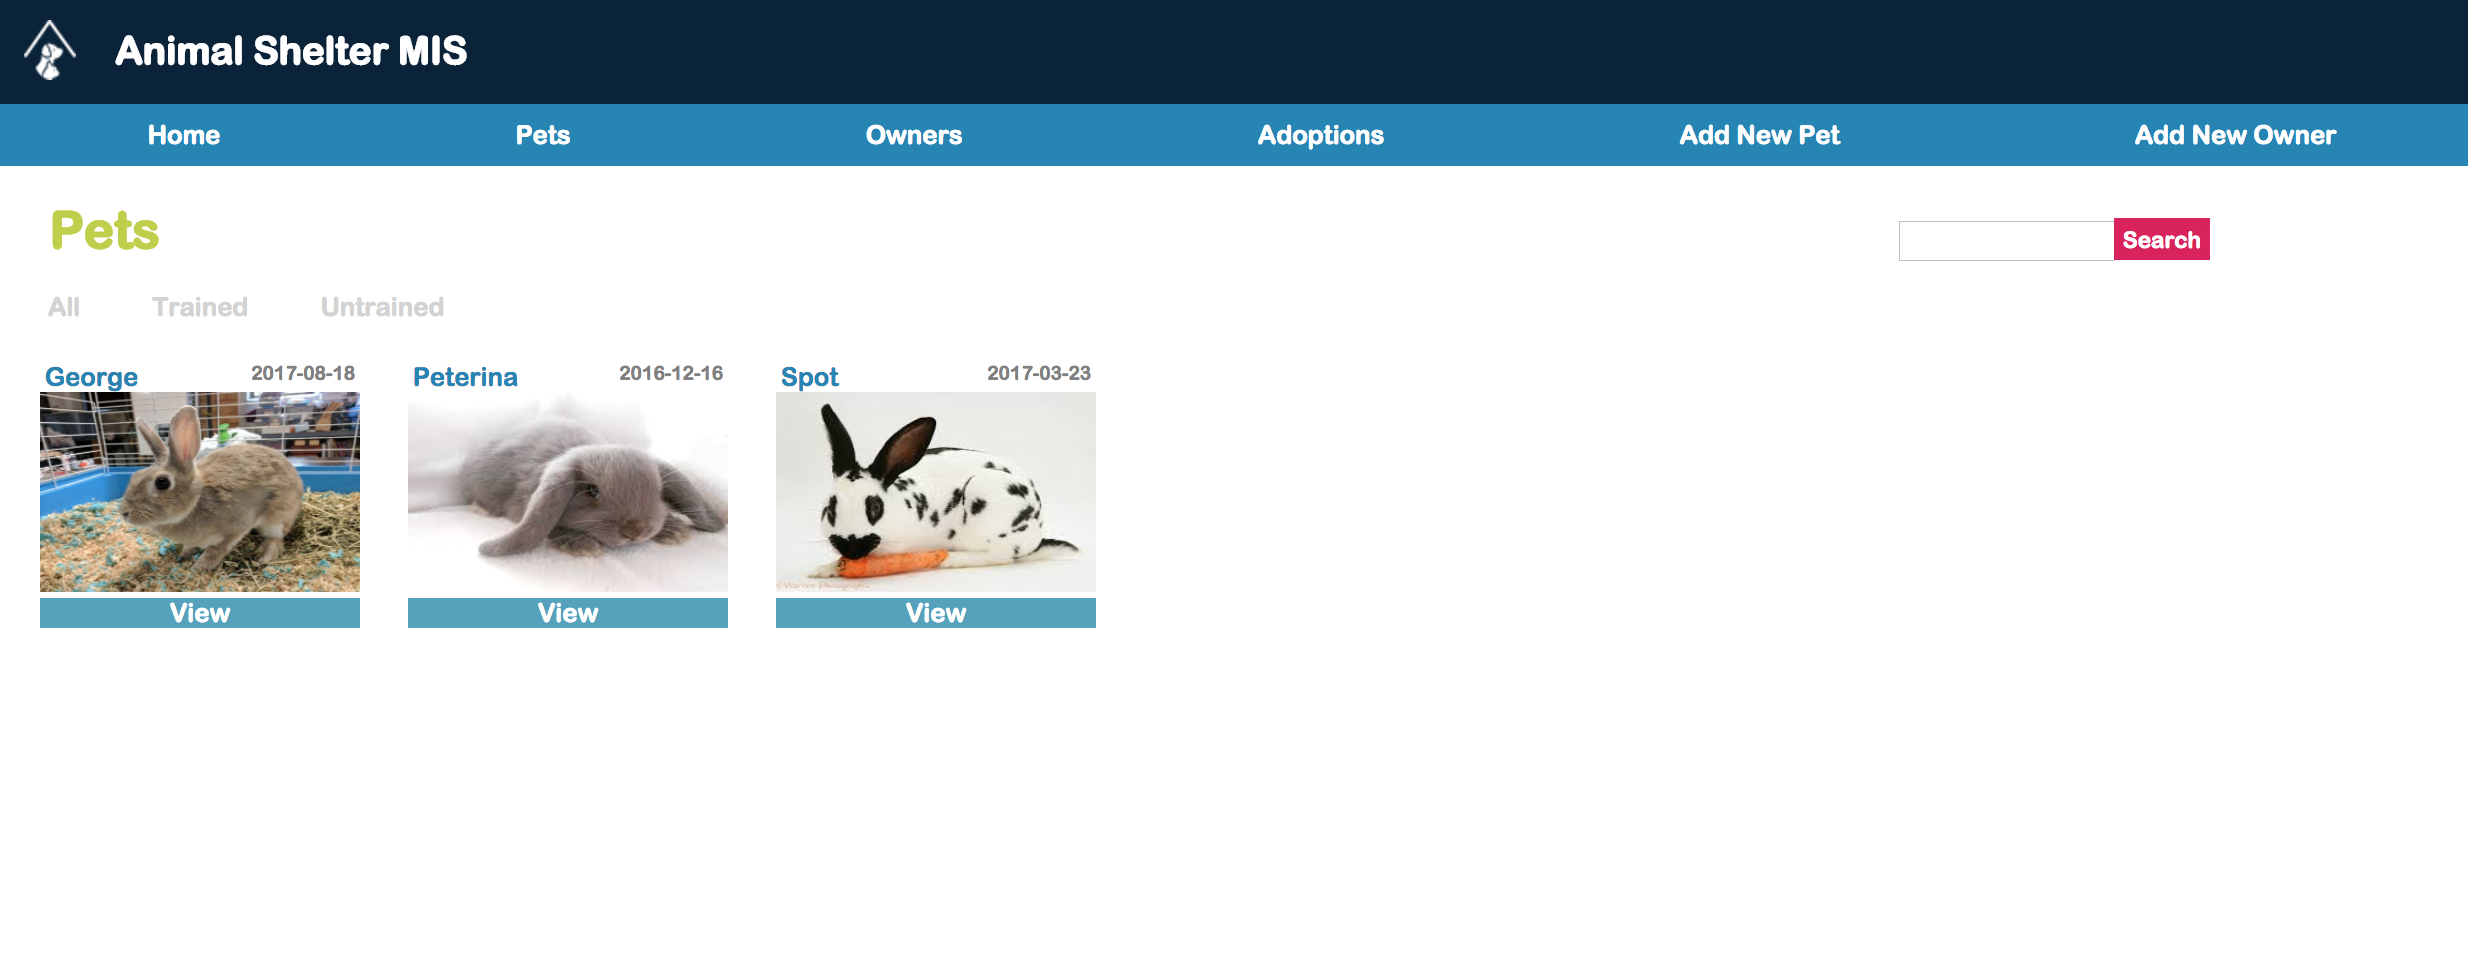 Animal Shelter MIS
Home Pets Owners Adoptions Add New Pet Add New Owner
Pets
Search
All Trained Untrained
George 2017-08-18 Peterina 2016-12-16 Spot 2017-03-23
©Warren Photographic
View View View